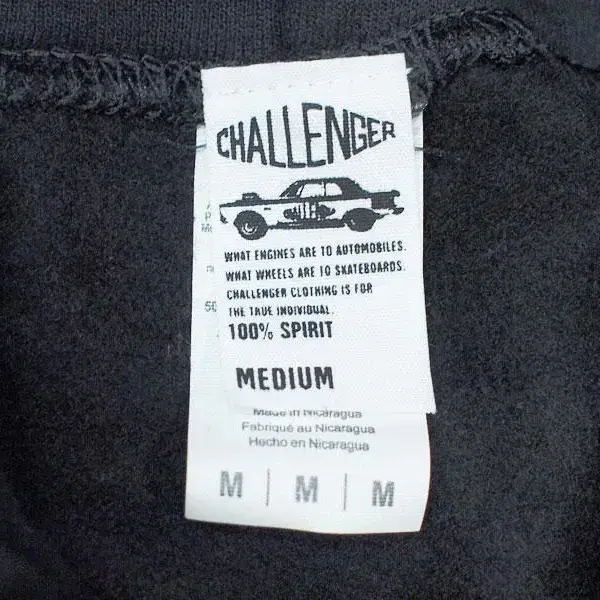 CHALLENGER
WHAT ENGINES ARE TO AUTOMOBILES.
WHAT WHEELS ARE TO SKATEBOARDS.
CHALLENGER CLOTHING IS FOR
THE TRUE INDIVIDUAL.
100% SPIRIT
MEDIUM
Made in Nicaragua
Fabriqué au Nicaragua
Hecho en Nicaragua
M | M | M